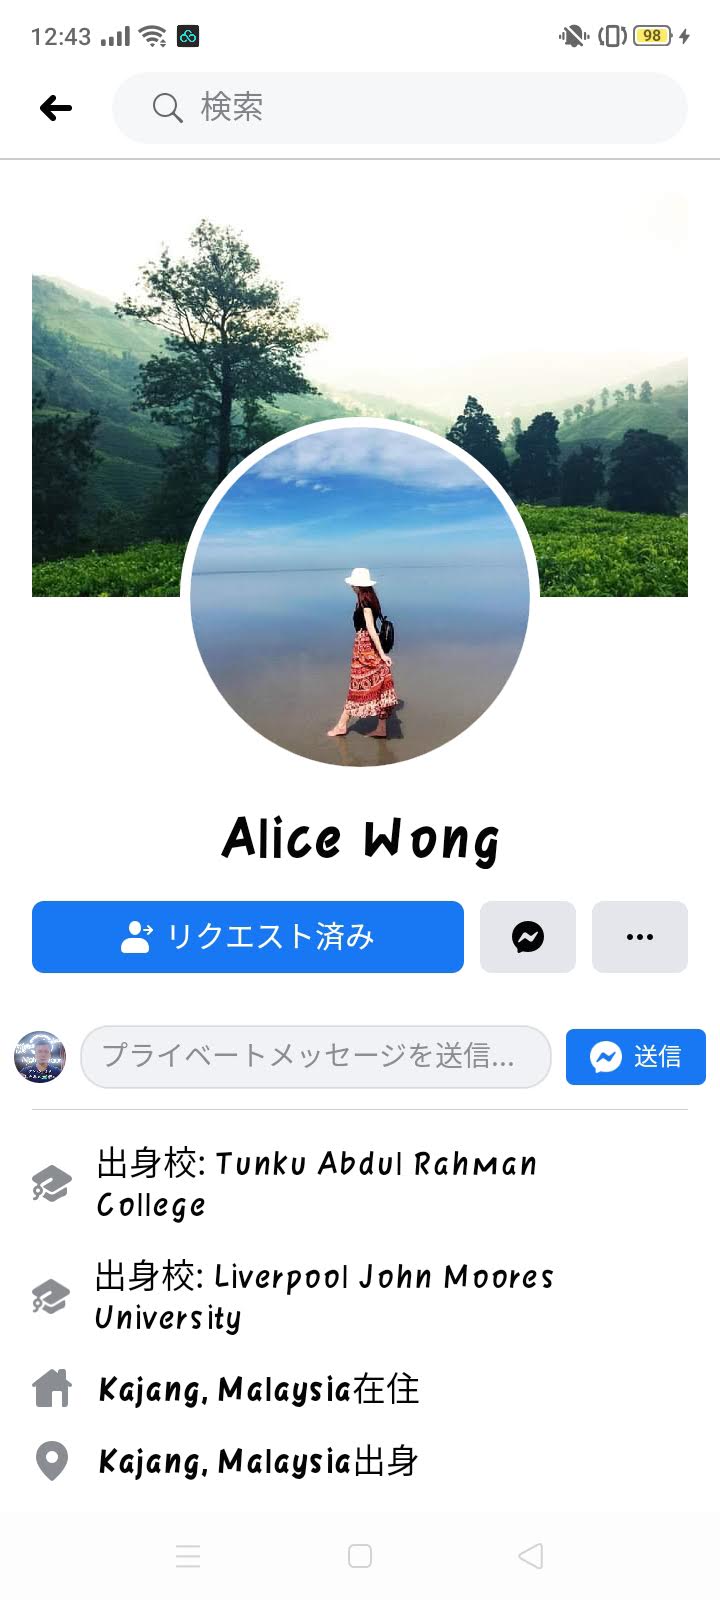 12:43
98
検索
Alice Wong
リクエスト済み
プライベートメッセージを送信...
送信
出身校: Tunku Abdul Rahman
College
出身校: Liverpool John Moores
University
Kajang, Malaysia在住
Kajang, Malaysia出身